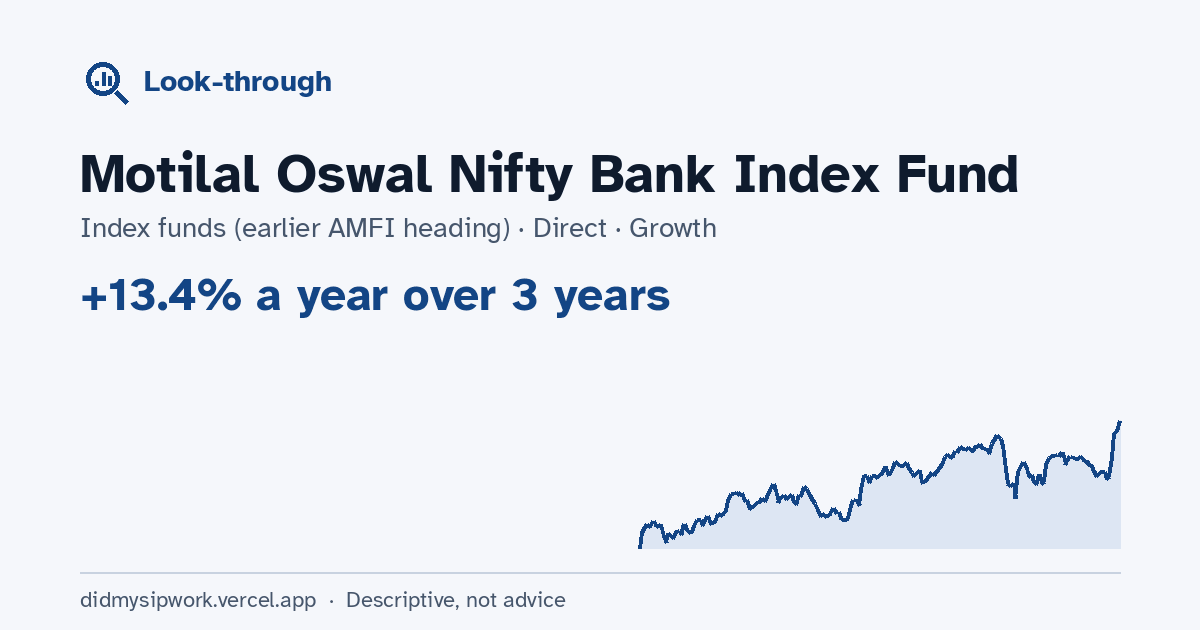 Look-through
Motilal Oswal Nifty Bank Index Fund
Index funds (earlier AMFI heading) · Direct · Growth
+13.4% a year over 3 years
didmysipwork.vercel.app · Descriptive, not advice